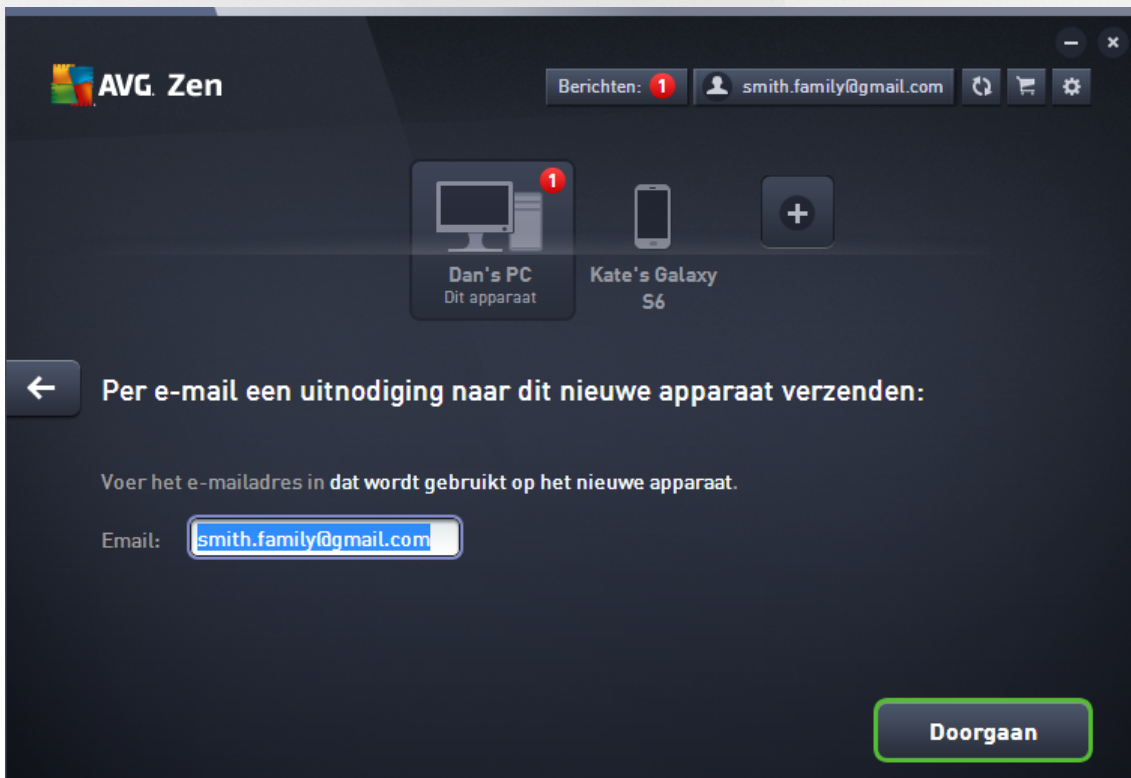 AVG. Zen
Berichten: 1
smith.family@gmail.com
1
Dan's PC
Dit apparaat
Kate's Galaxy
S6
Per e-mail een uitnodiging naar dit nieuwe apparaat verzenden:
Voer het e-mailadres in dat wordt gebruikt op het nieuwe apparaat.
Email: smith.family@gmail.com
Doorgaan